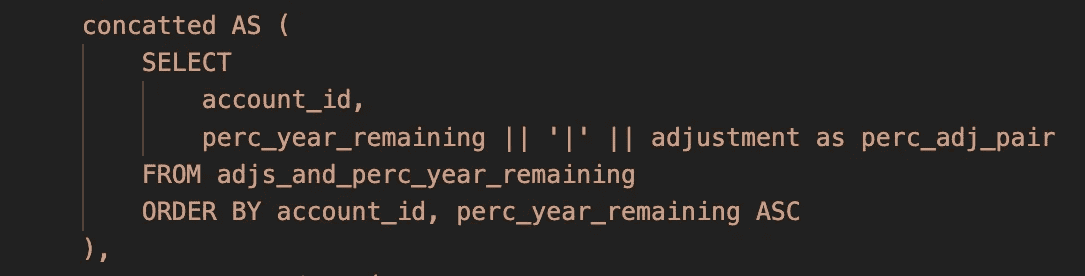 concatted AS (
SELECT
account_id,
perc_year_remaining || '|' || adjustment as perc_adj_pair
FROM adjs_and_perc_year_remaining
ORDER BY account_id, perc_year_remaining ASC
),